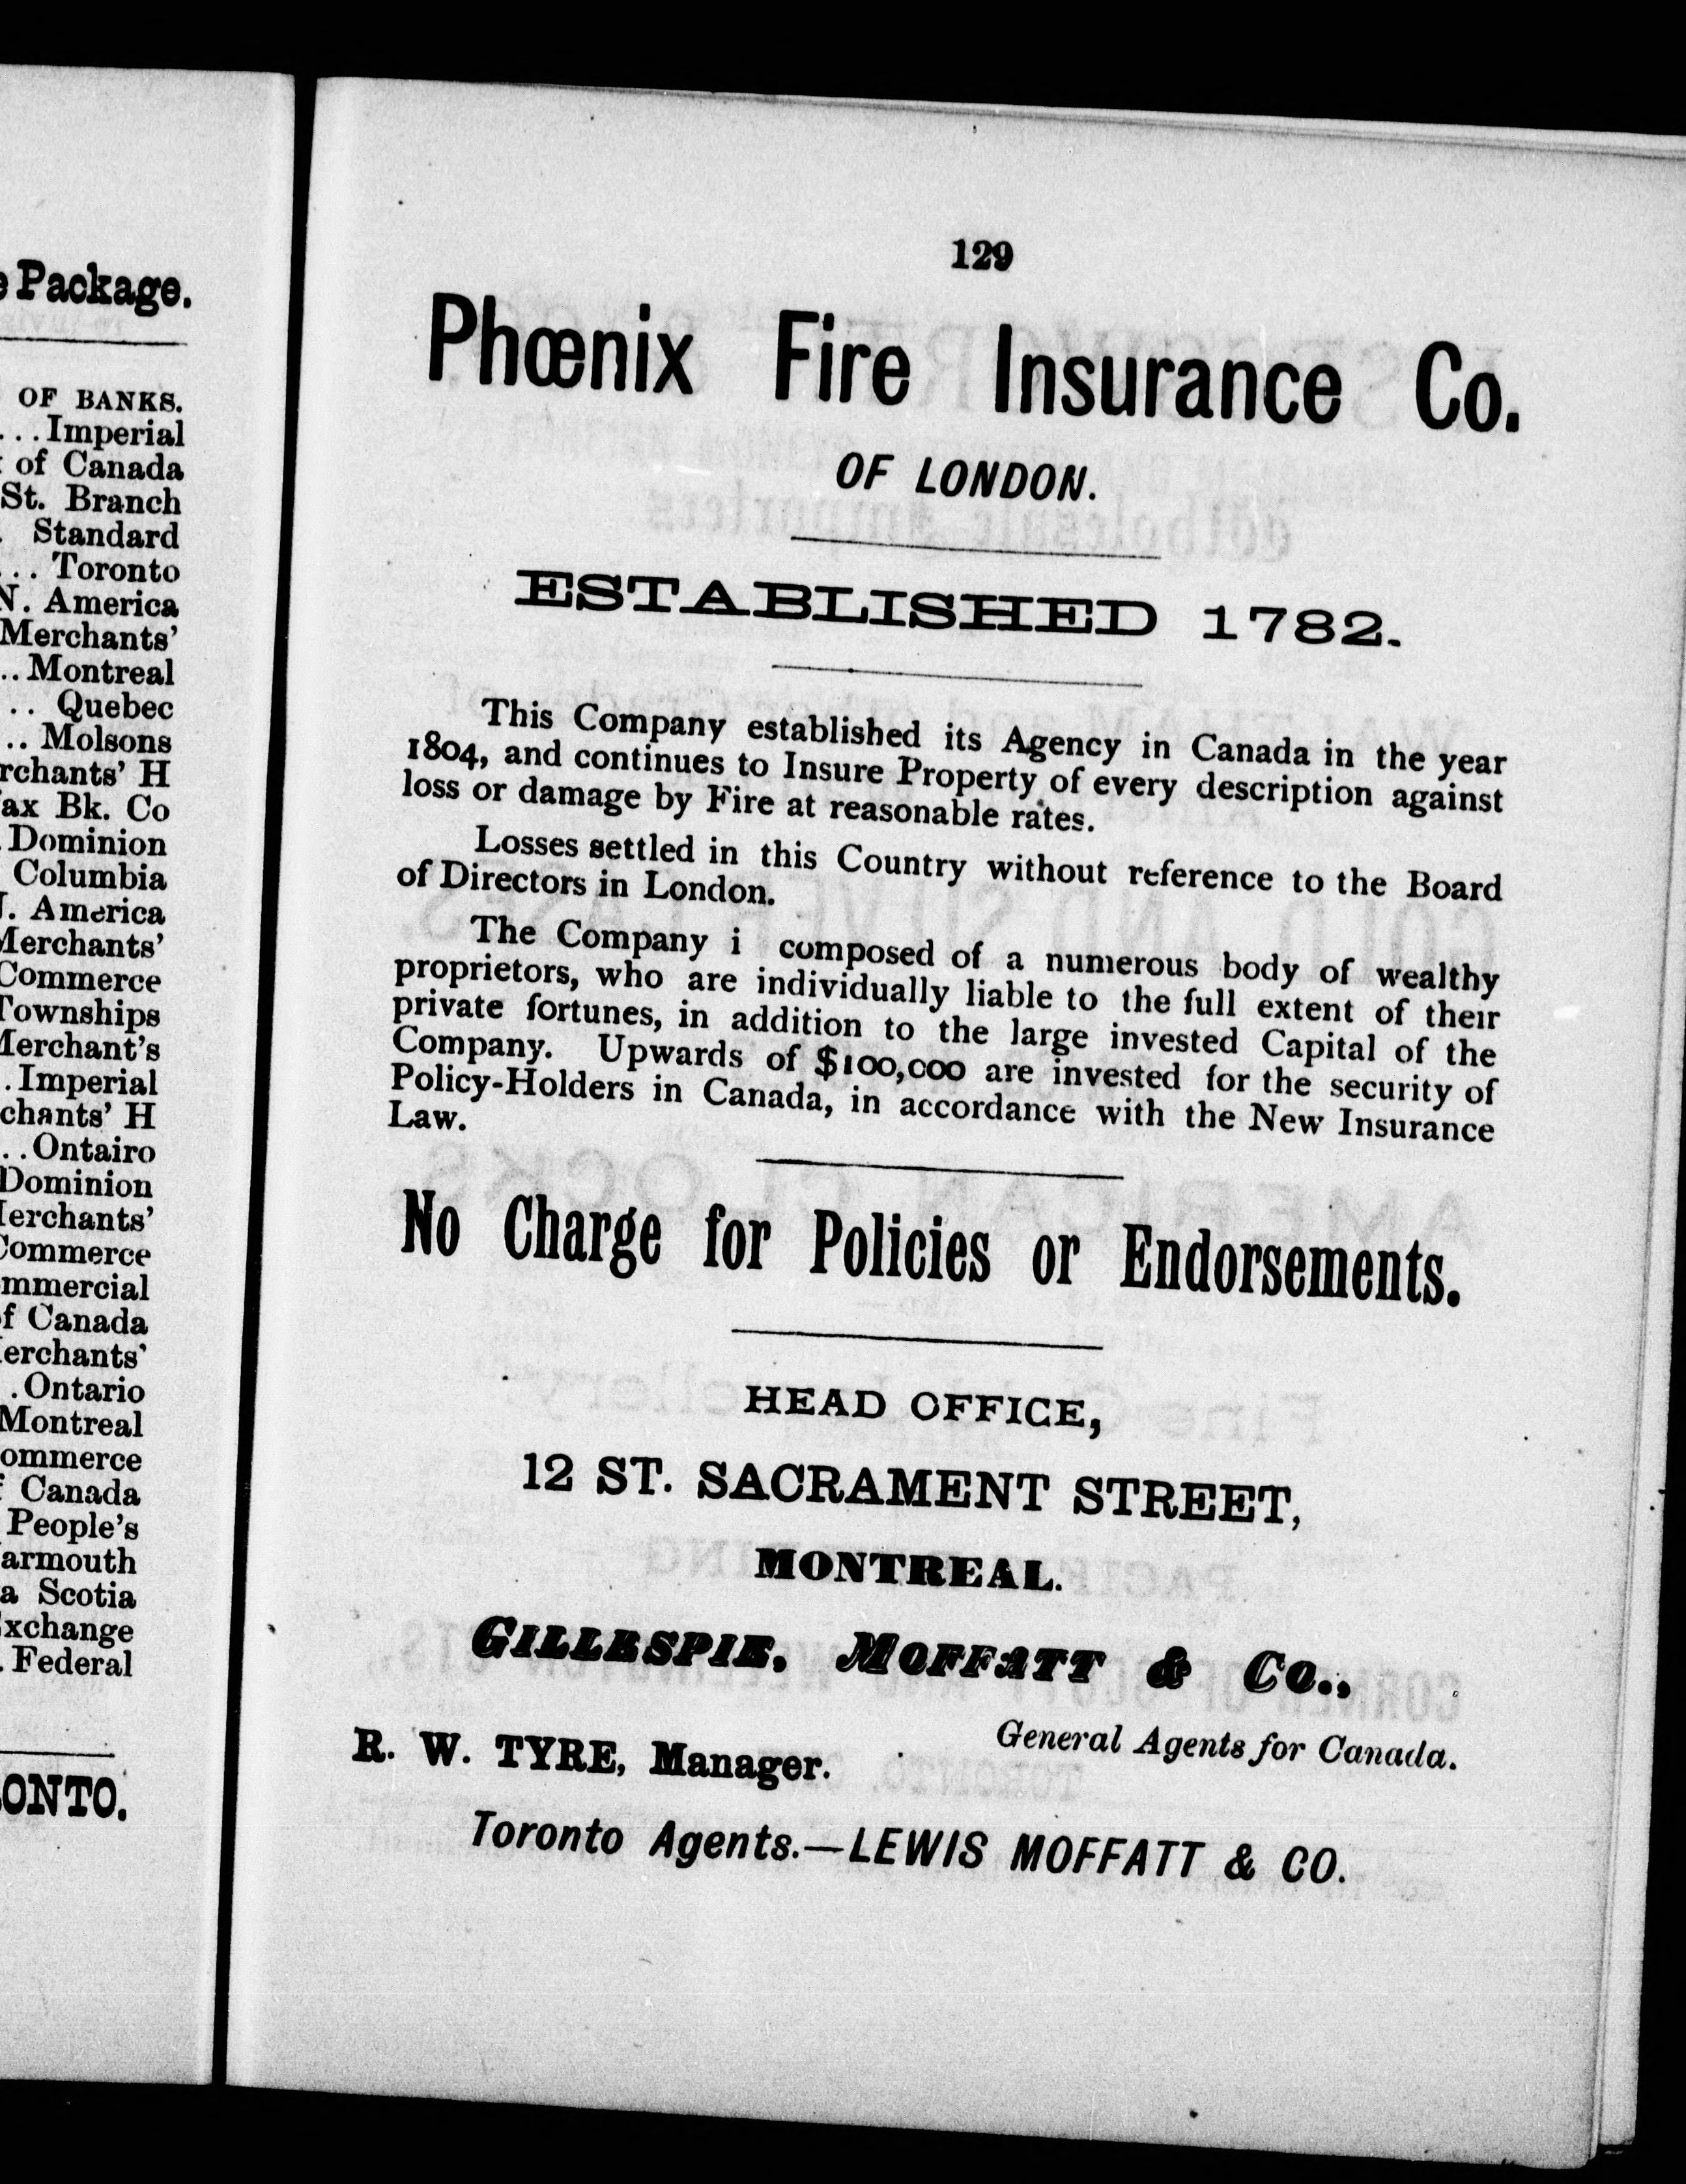 Package.
OF BANKS.
...Imperial
of Canada
St. Branch
Standard
... Toronto
N. America
Merchants'
..Montreal
.. Quebec
.. Molsons
rchants' H
ax Bk. Co
Dominion
Columbia
. America
Merchants'
Commerce
Townships
Merchant's
.Imperial
chants' H
..Ontairo
Dominion
erchants'
Commerce
mmercial
f Canada
erchants'
.Ontario
Montreal
ommerce
Canada
People's
armouth
a Scotia
xchange
. Federal
ONTO.
129
Phœnix Fire Insurance Co.
OF LONDON.
ESTABLISHED 1782.
This Company established its Agency in Canada in the year
1804, and continues to Insure Property of every description against
loss or damage by Fire at reasonable rates.
Losses settled in this Country without reference to the Board
of Directors in London.
The Company i composed of a numerous body of wealthy
proprietors, who are individually liable to the full extent of their
private fortunes, in addition to the large invested Capital of the
Company. Upwards of $100,000 are invested for the security of
Policy-Holders in Canada, in accordance with the New Insurance
Law.
No Charge for Policies or Endorsements.
HEAD OFFICE,
12 ST. SACRAMENT STREET,
MONTREAL.
GILLESPIE, MOFFATT & CO.,
General Agents for Canada.
R. W. TYRE, Manager.
Toronto Agents.—LEWIS MOFFATT & CO.